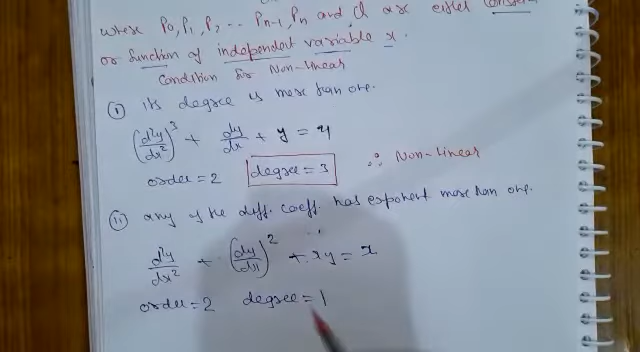 where P₀, P₁, P₂ -- Pn-1, Pn and Q are either constant
or function of independent variable x.
Condition for Non-linear
(i) its degree is more than one.
(d²y/dx²)³ + dy/dx + y = 4
order = 2 degree = 3 ∴ Non-linear
(ii) any of the diff. coeff. has exponent more than one.
d²y/dx² + (dy/dx)² + xy = x
order = 2 degree = 1